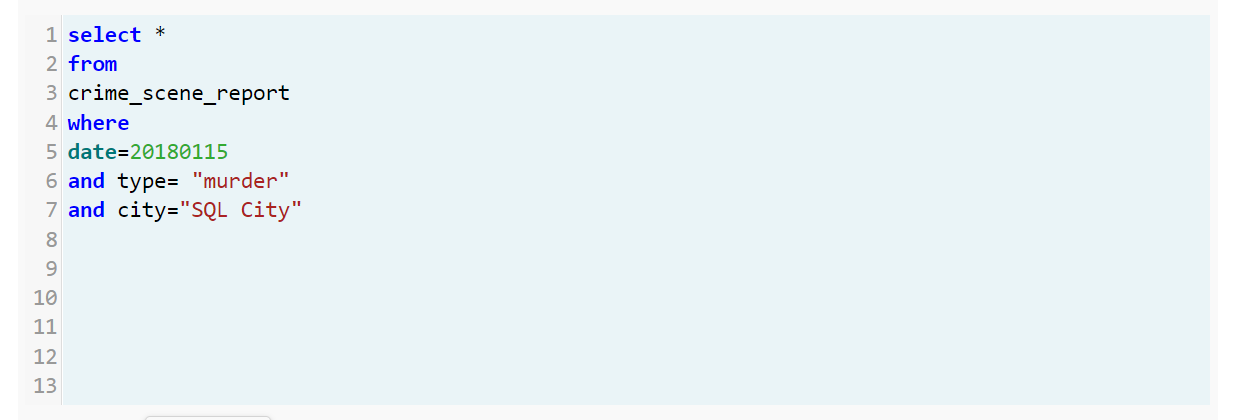 1 select *
2 from
3 crime_scene_report
4 where
5 date=20180115
6 and type= "murder"
7 and city="SQL City"
8
9
10
11
12
13